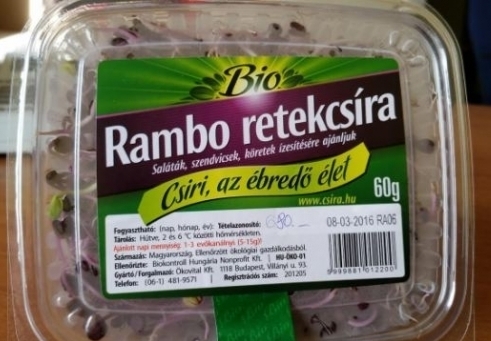 Bio
Rambo retekcsíra
Saláták, szendvicsek, köretek ízesítésére ajánljuk
Csiri, az ébredő élet
60g
www.csira.hu
Fogyasztható: (nap, hónap, év): Tételazonosító:
08-03-2016 RA06
Tárolás: Hűtve, 2 és 6 °C közötti hőmérsékleten.
Ajánlott napi mennyiség 1-3 evőkanálnyi (5-15g)!
Származás: Magyarország. Ellenőrzött ökológiai gazdálkodásból.
Ellenőrizte: Biokontroll Hungária Nonprofit Kft. | HU-ÖKO-01
Gyártó/Forgalmazó: Ökovital Kft. 1138 Budapest, Villányi u. 93.
Telefon: (06-1) 481-9571 | Regisztrációs szám: 201205
5999881012200